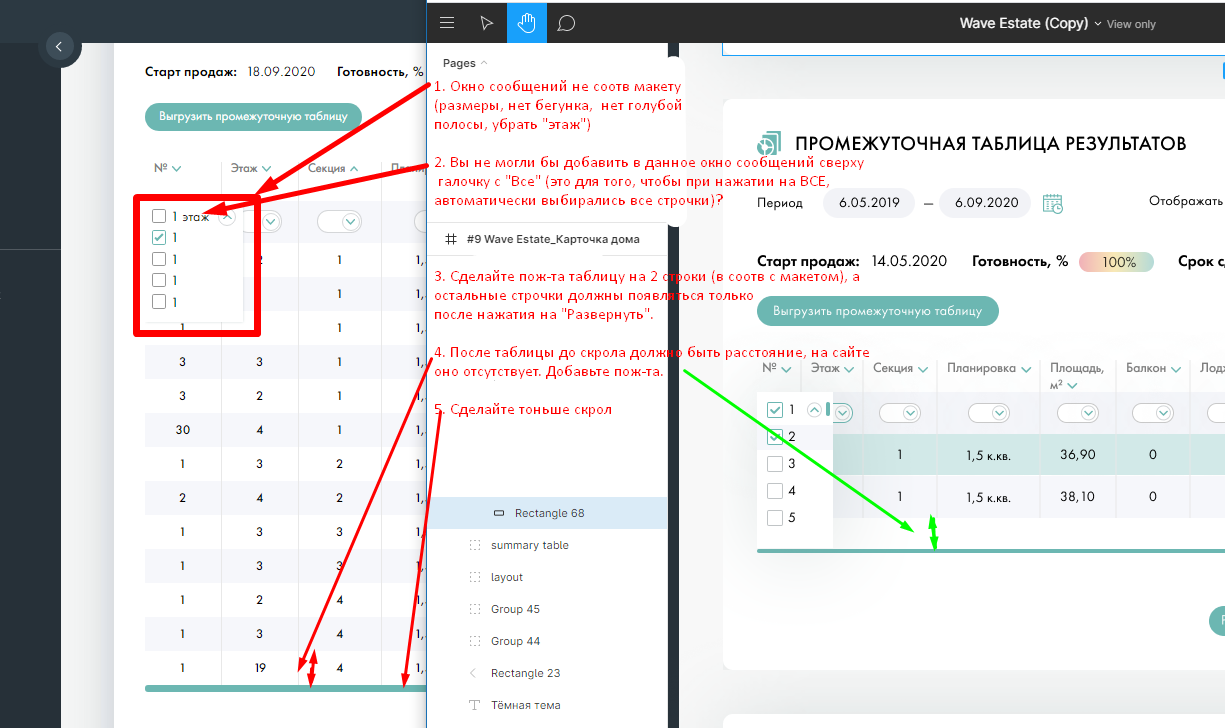 Wave Estate (Copy)
View only
Старт продаж: 18.09.2020 Готовность, %
Выгрузить промежуточную таблицу
№ Этаж Секция
1 этаж
1
1
1
1
2 1
1
1 1
3 3 1
3 2 1
30 4 1
1 3 2
2 4 2
1 3 3
1 3 3
1 2 4
1 3 4
1 19 4
Pages
1. Окно сообщений не соотв макету
(размеры, нет бегунка, нет голубой
полосы, убрать "этаж")
2. Вы не могли бы добавить в данное окно сообщений сверху
галочку с "Все" (это для того, чтобы при нажатии на ВСЕ,
автоматически выбирались все строчки)?
#9 Wave Estate_Карточка дома
3. Сделайте пож-та таблицу на 2 строки (в соотв с макетом), а
остальные строчки должны появляться только
после нажатия на "Развернуть".
4. После таблицы до скрола должно быть расстояние, на сайте
оно отсутствует. Добавьте пож-та.
5. Сделайте тоньше скрол
Rectangle 68
summary table
layout
Group 45
Group 44
Rectangle 23
Тёмная тема
ПРОМЕЖУТОЧНАЯ ТАБЛИЦА РЕЗУЛЬТАТОВ
Период 6.05.2019 — 6.09.2020 Отображать
Старт продаж: 14.05.2020 Готовность, % 100% Срок
Выгрузить промежуточную таблицу
№ Этаж Секция Планировка Площадь, м² Балкон
1
2
3
4
5
1 1,5 к.кв. 36,90 0
1 1,5 к.кв. 38,10 0